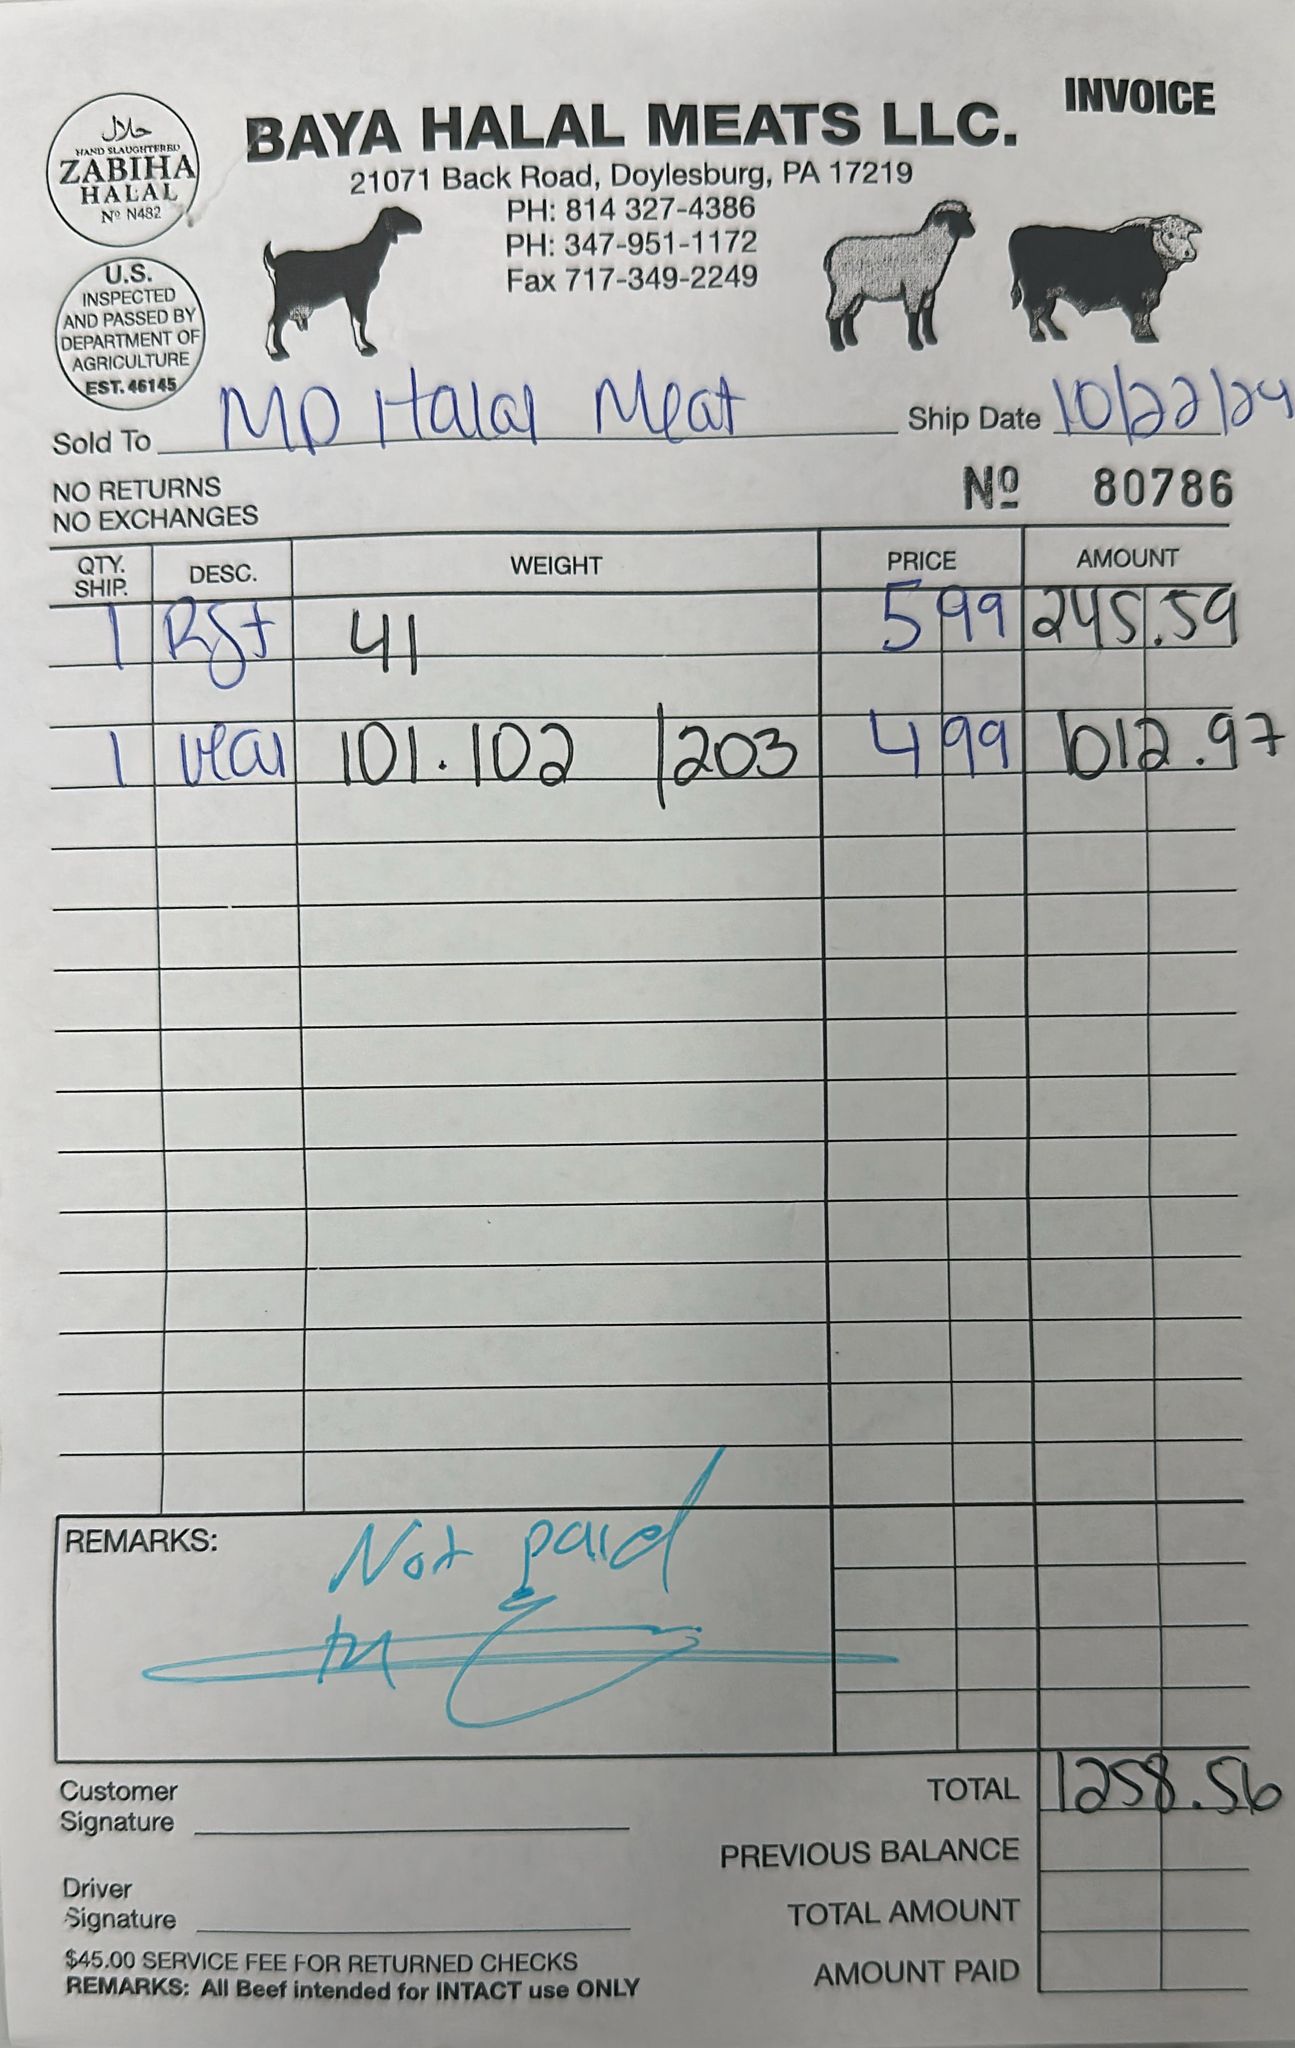 INVOICE
حلال
HAND SLAUGHTERED
ZABIHA
HALAL
Nº N482
BAYA HALAL MEATS LLC.
21071 Back Road, Doylesburg, PA 17219
PH: 814 327-4386
PH: 347-951-1172
Fax 717-349-2249
U.S.
INSPECTED
AND PASSED BY
DEPARTMENT OF
AGRICULTURE
EST. 46145
Sold To MD Halal Meat Ship Date 10/22/24
NO RETURNS
NO EXCHANGES
Nº 80786
QTY. SHIP. DESC. WEIGHT PRICE AMOUNT
1 Rst 41 5 99 245.59
1 veal 101.102 /203 4 99 1012.97
REMARKS: Not paid
TOTAL 1258.56
Customer
Signature
PREVIOUS BALANCE
Driver
Signature
TOTAL AMOUNT
AMOUNT PAID
$45.00 SERVICE FEE FOR RETURNED CHECKS
REMARKS: All Beef intended for INTACT use ONLY